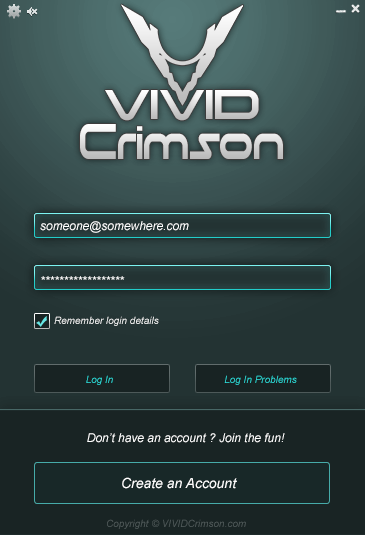 VIVID
Crimson
someone@somewhere.com
******************
Remember login details
Log In
Log In Problems
Don't have an account ? Join the fun!
Create an Account
Copyright © VIVIDCrimson.com